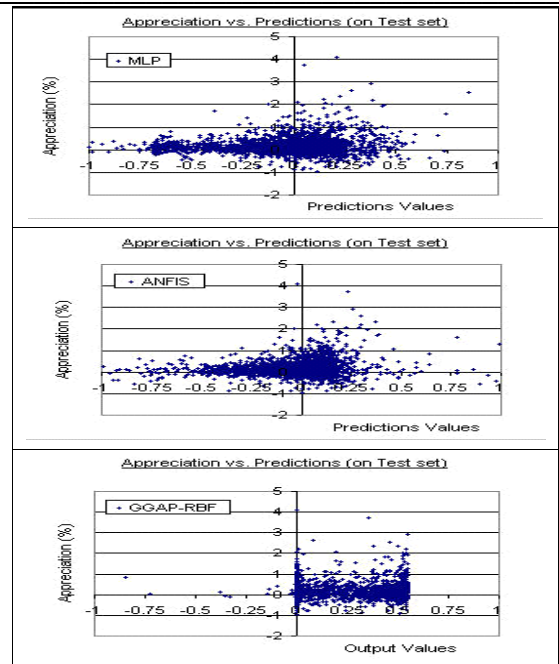 Appreciation vs. Predictions (on Test set)
Appreciation (%)
MLP
5
4
3
2
1
0
-1
-2
-1 -0.75 -0.5 -0.25 0 0.25 0.5 0.75 1
Predictions Values
Appreciation vs. Predictions (on Test set)
Appreciation (%)
ANFIS
5
4
3
2
1
0
-1
-2
-1 -0.75 -0.5 -0.25 0 0.25 0.5 0.75 1
Predictions Values
Appreciation vs. Predictions (on Test set)
Appreciation (%)
GGAP-RBF
5
4
3
2
1
0
-1
-2
-1 -0.75 -0.5 -0.25 0 0.25 0.5 0.75 1
Output Values